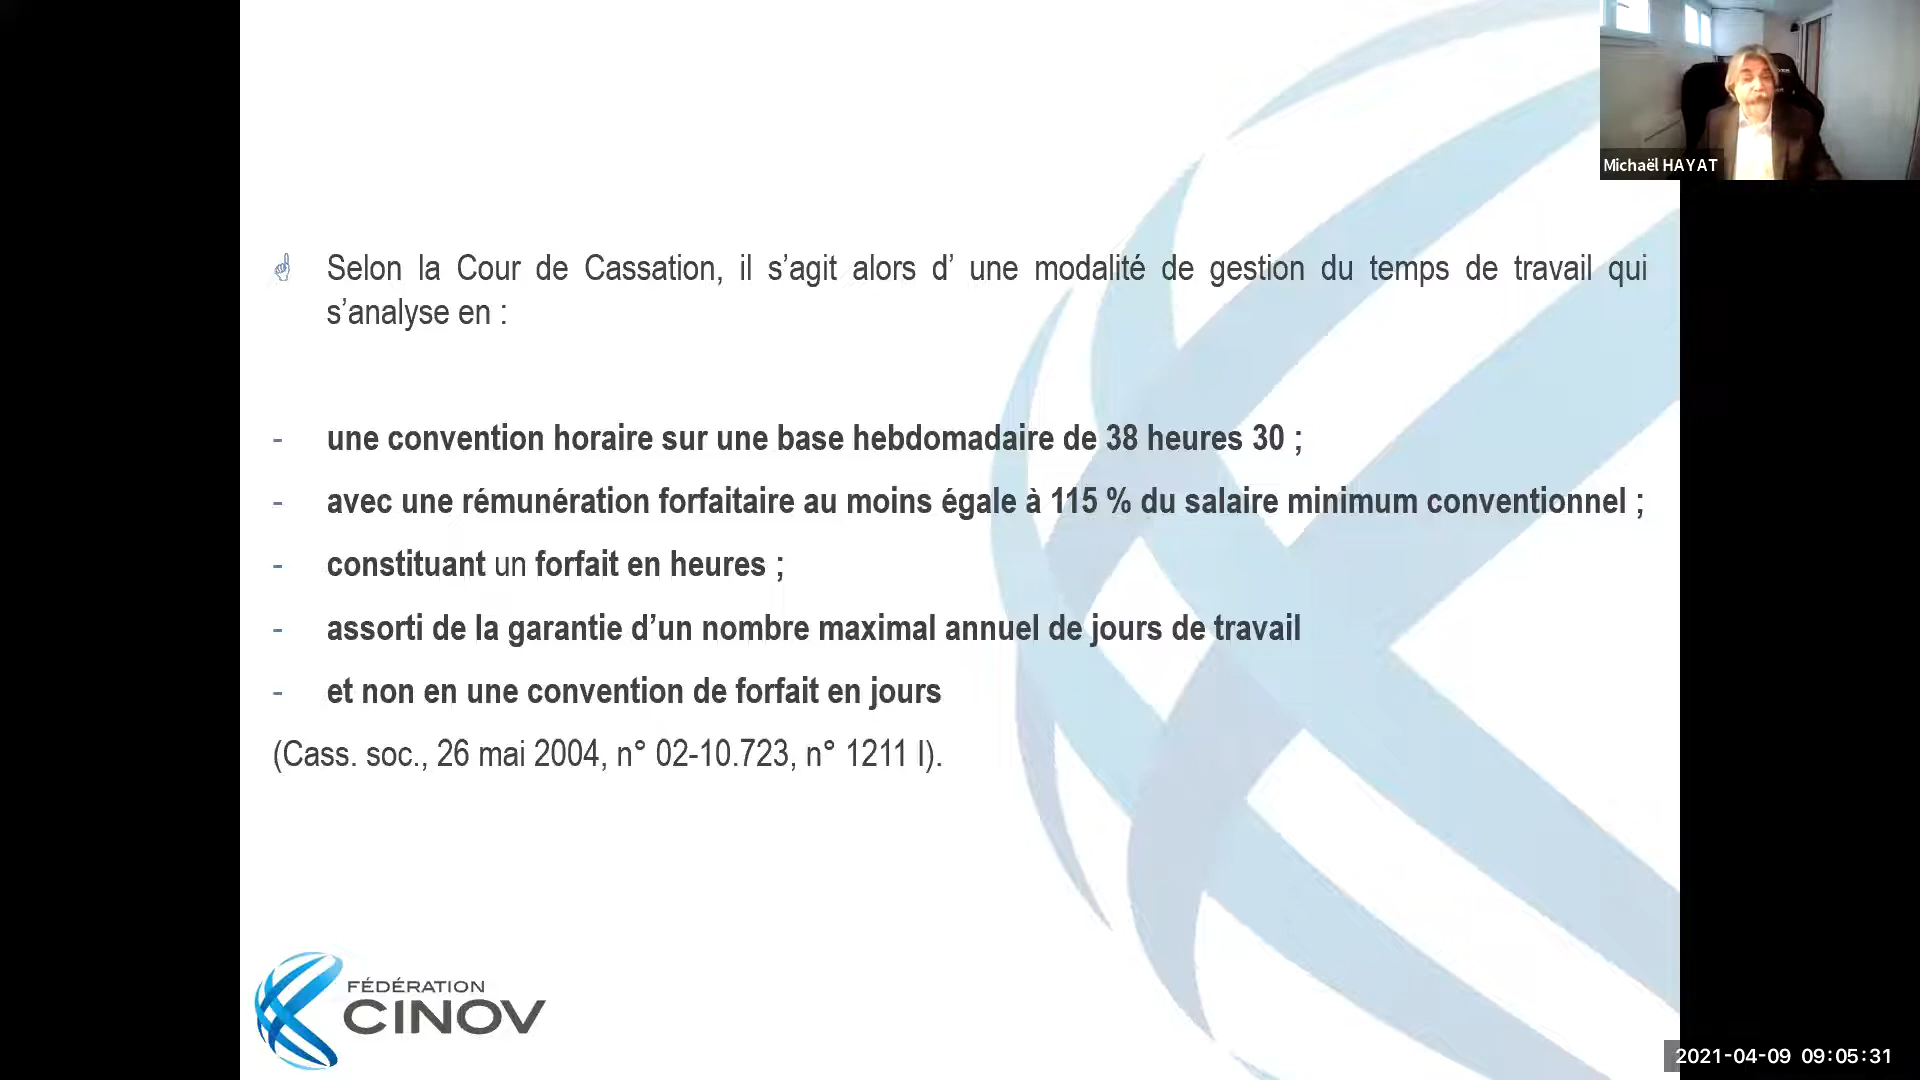 Michaël HAYAT
Selon la Cour de Cassation, il s’agit alors d’ une modalité de gestion du temps de travail qui
s’analyse en :
- une convention horaire sur une base hebdomadaire de 38 heures 30 ;
- avec une rémunération forfaitaire au moins égale à 115 % du salaire minimum conventionnel ;
- constituant un forfait en heures ;
- assorti de la garantie d’un nombre maximal annuel de jours de travail
- et non en une convention de forfait en jours
(Cass. soc., 26 mai 2004, n° 02-10.723, n° 1211 I).
FÉDÉRATION
CINOV
2021-04-09 09:05:31